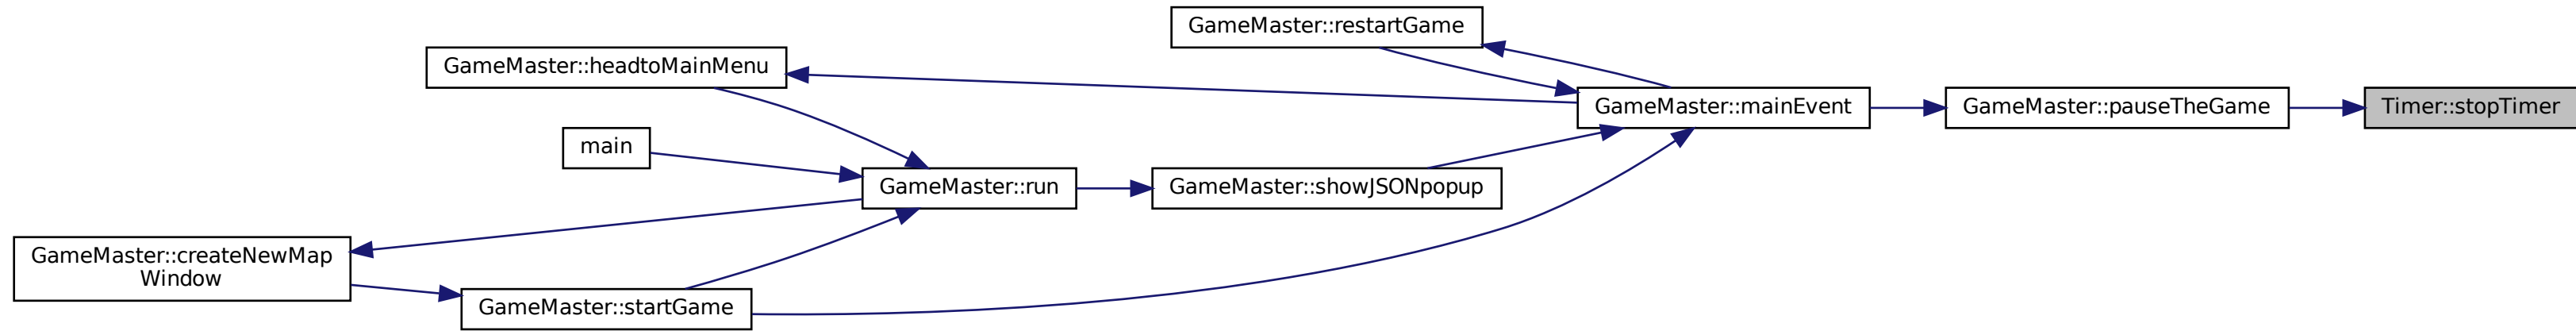 GameMaster::restartGame
GameMaster::headtoMainMenu
GameMaster::mainEvent
GameMaster::pauseTheGame
Timer::stopTimer
main
GameMaster::run
GameMaster::showJSONpopup
GameMaster::createNewMap
Window
GameMaster::startGame